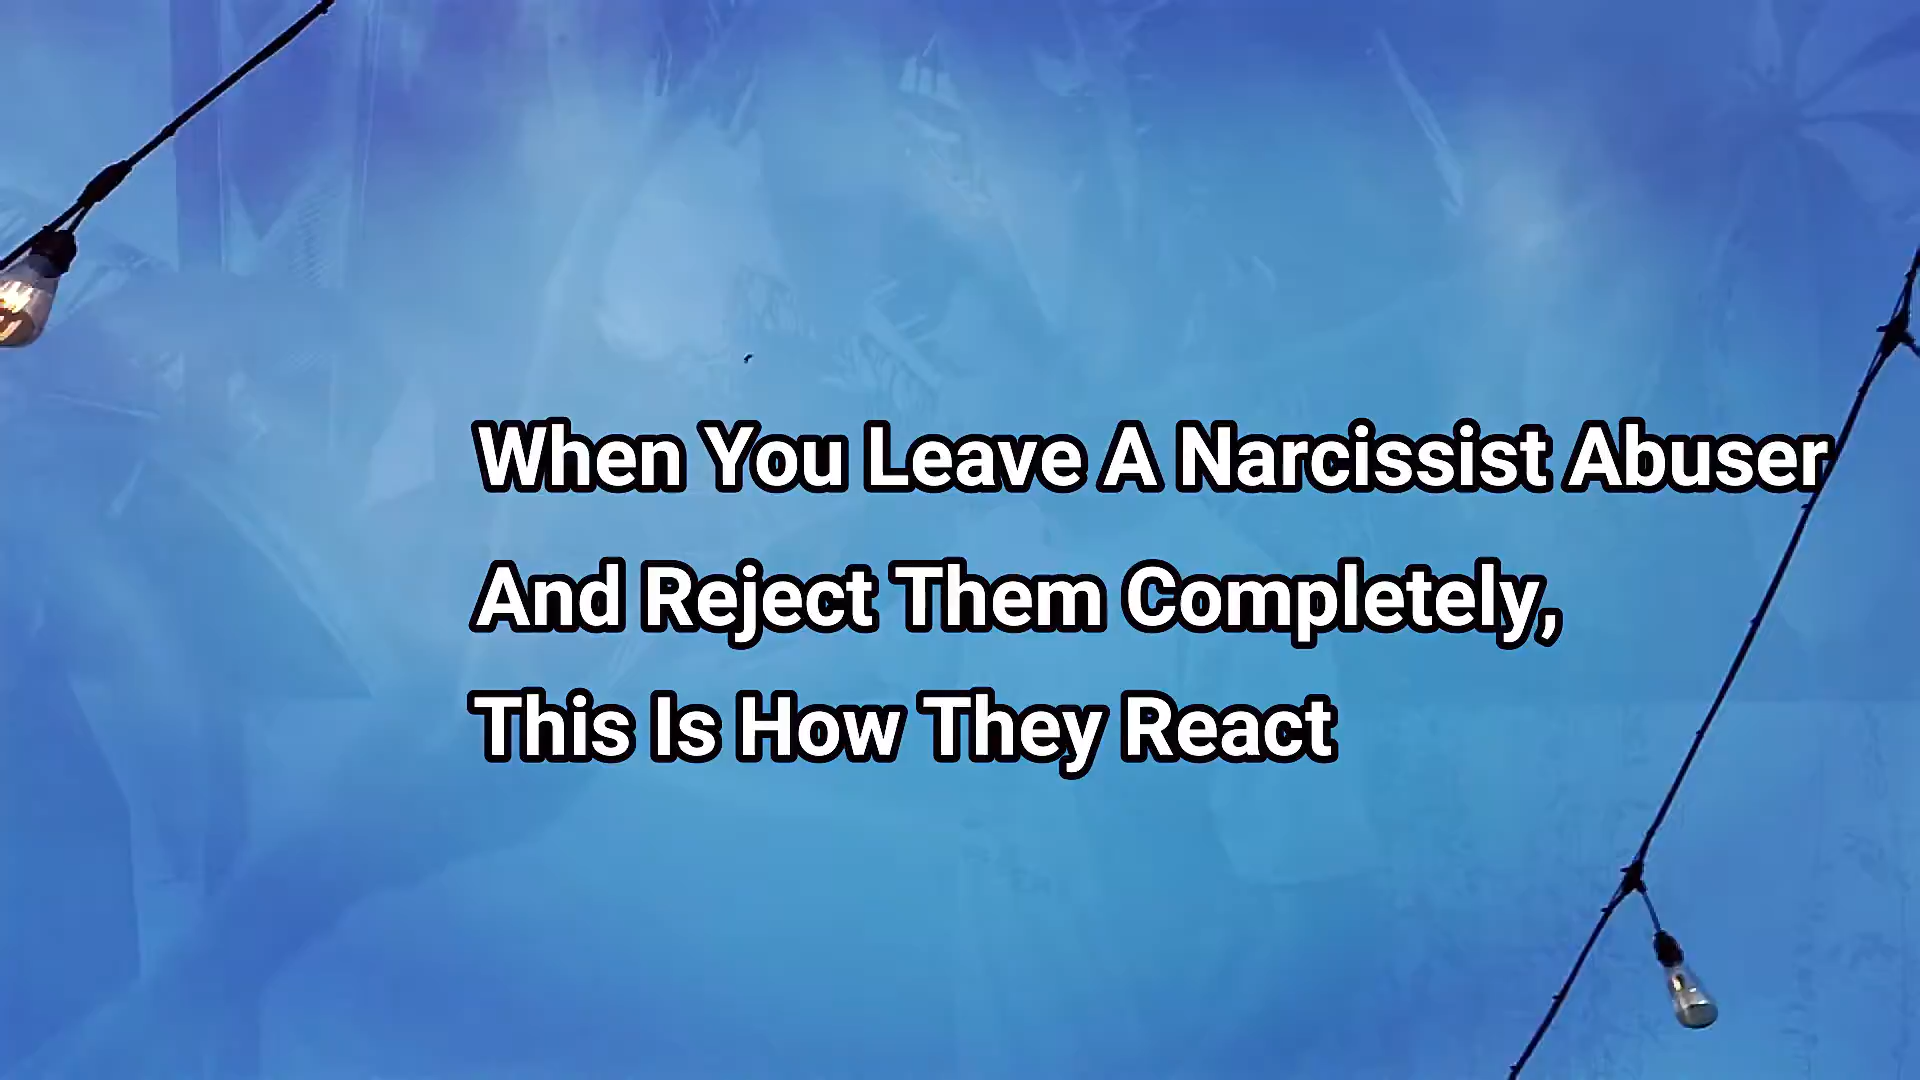 When You Leave A Narcissist Abuser
And Reject Them Completely,
This Is How They React